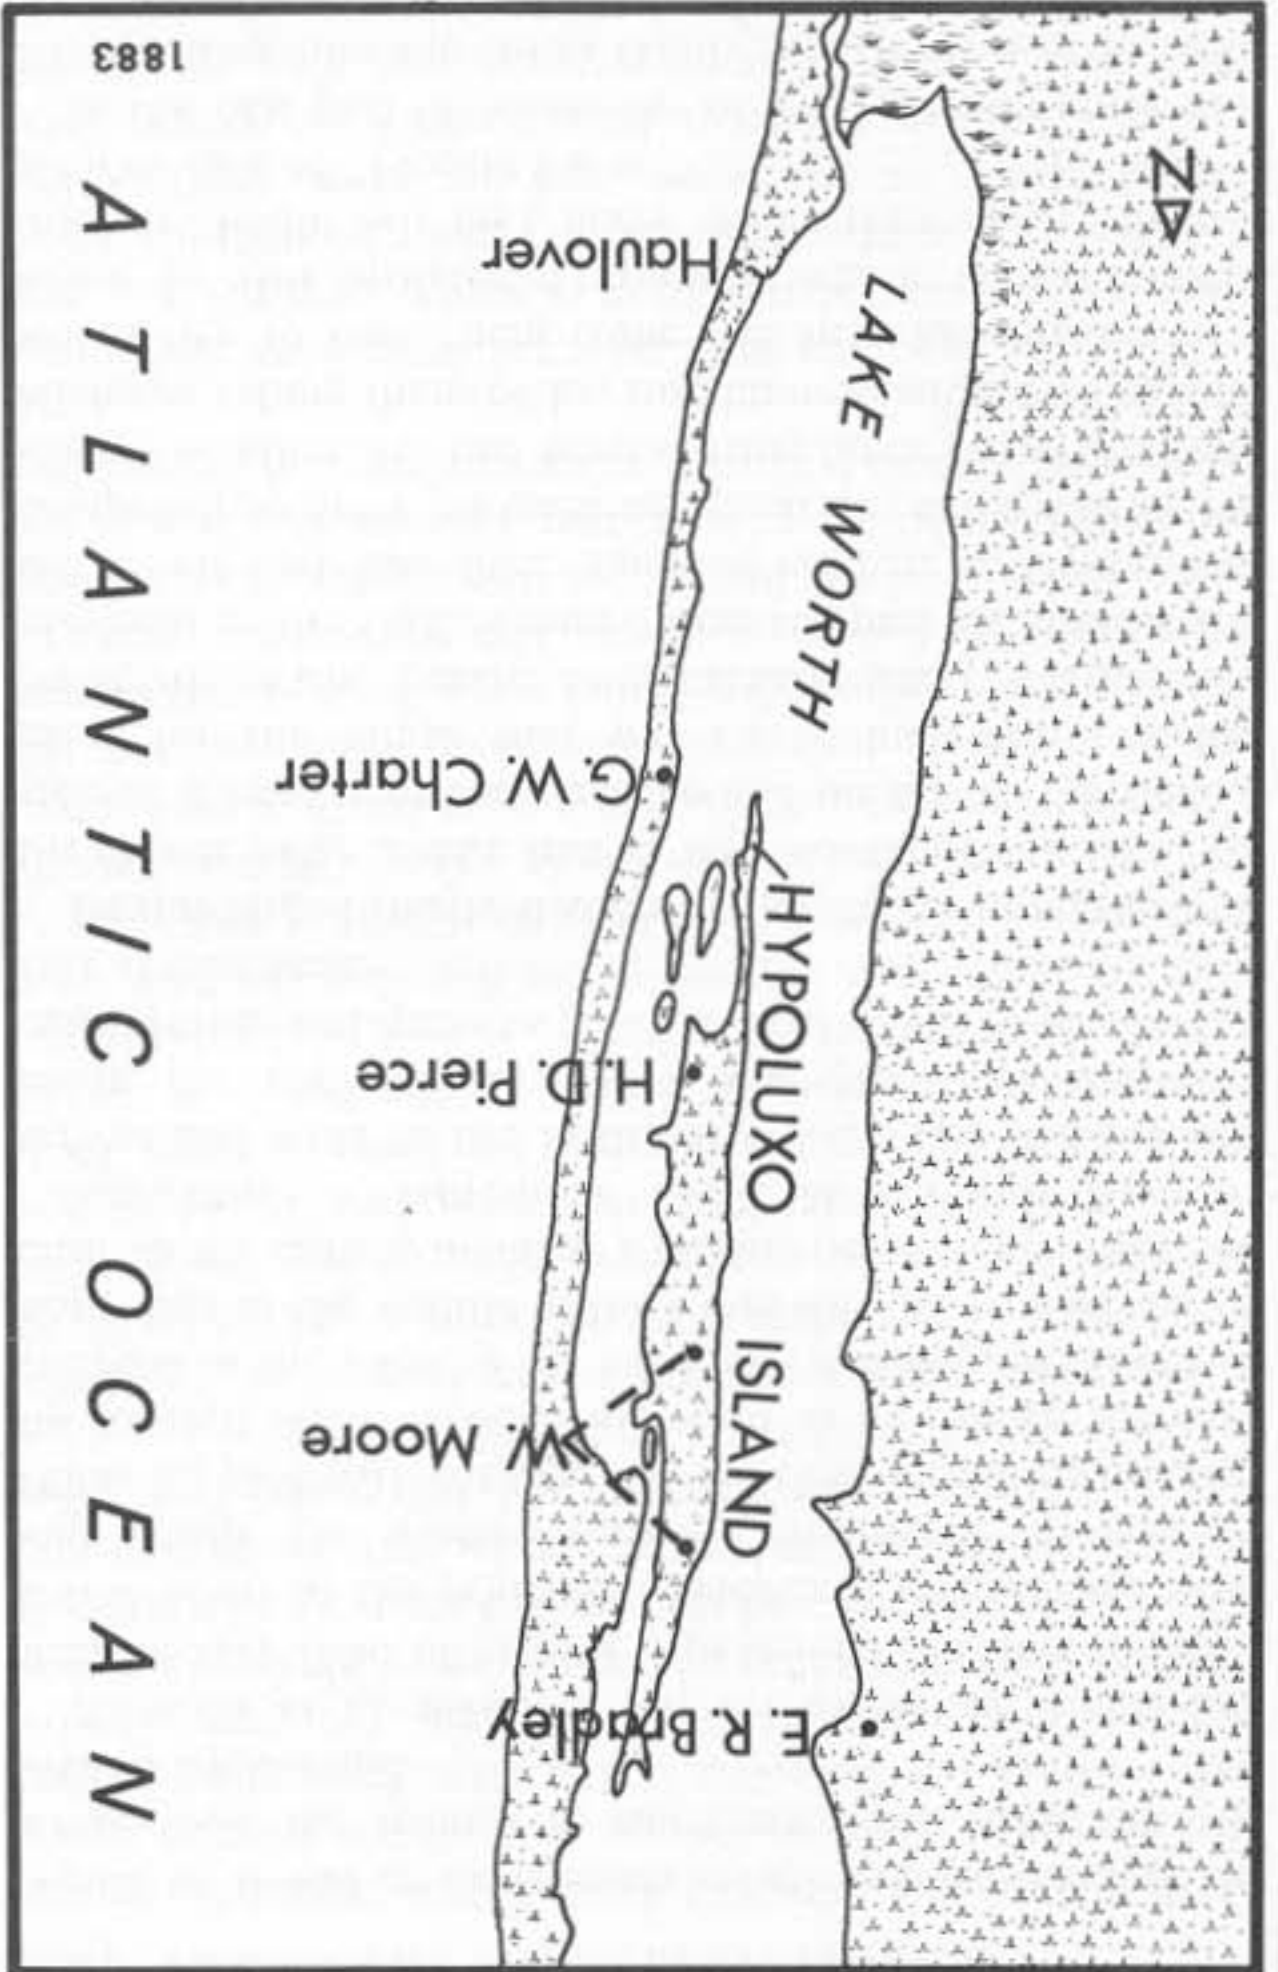 E. R. Bradley
W. Moore
H. D. Pierce
G. W. Charter
Haulover
HYPOLUXO ISLAND
LAKE WORTH
ATLANTIC OCEAN
N
1883